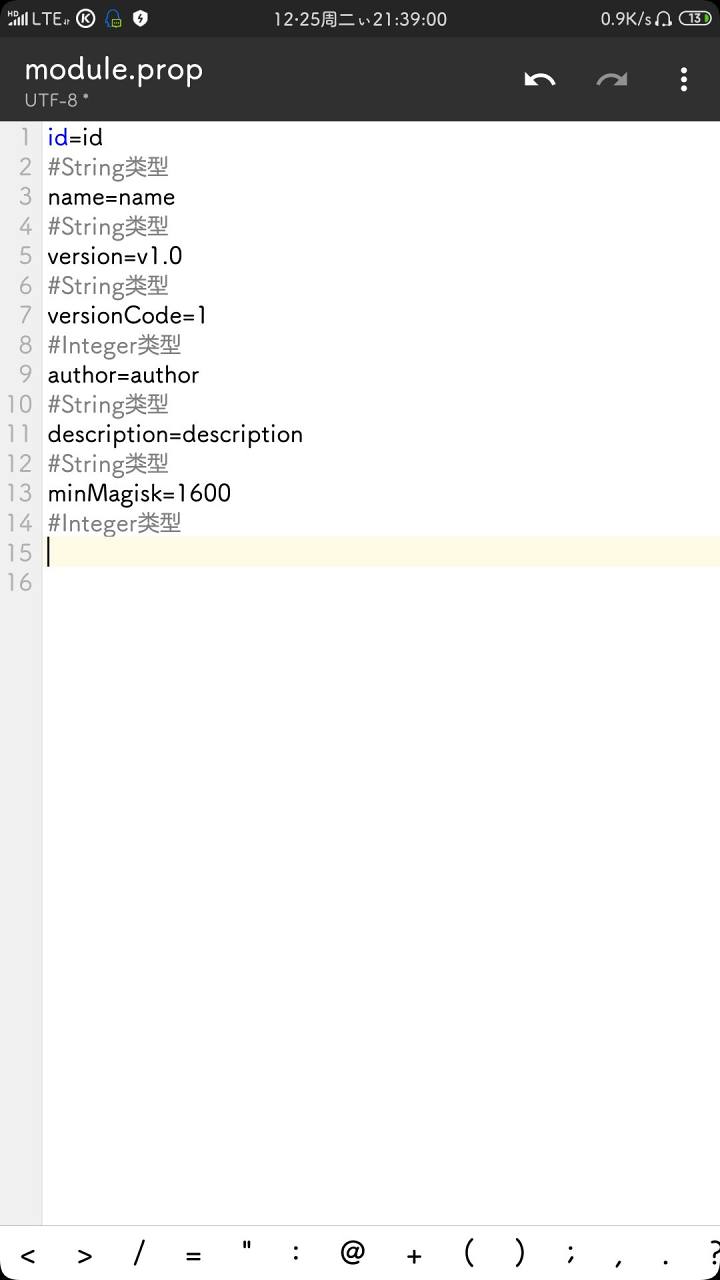 HD LTE K 12·25周二 21:39:00 0.9K/s 13
module.prop
UTF-8 *
1 id=id
2 #String类型
3 name=name
4 #String类型
5 version=v1.0
6 #String类型
7 versionCode=1
8 #Integer类型
9 author=author
10 #String类型
11 description=description
12 #String类型
13 minMagisk=1600
14 #Integer类型
15
16
< > / = " : @ + ( ) ; , . ?